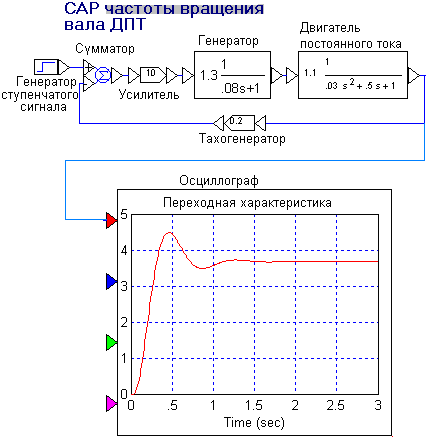 САР частоты вращения
вала ДПТ
Сумматор
Генератор
Двигатель
постоянного тока
Генератор
ступенчатого
сигнала
+
-
Σ
10
Усилитель
1.3
1
.08s+1
1.1
1
.03 s2 + .5 s + 1
0.2
Тахогенератор
Осциллограф
Переходная характеристика
5
4
3
2
1
0
0 .5 1 1.5 2 2.5 3
Time (sec)